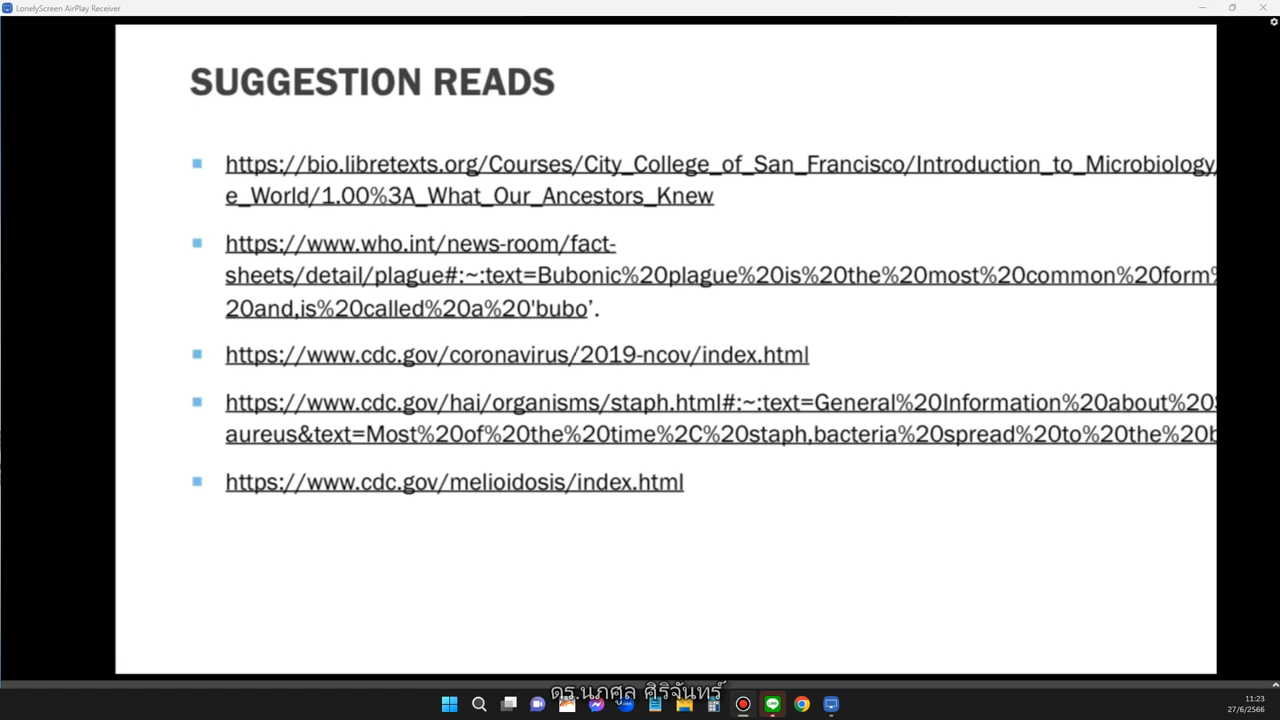 LonelyScreen AirPlay Receiver
SUGGESTION READS
https://bio.libretexts.org/Courses/City_College_of_San_Francisco/Introduction_to_Microbiology/
e_World/1.00%3A_What_Our_Ancestors_Knew
https://www.who.int/news-room/fact-
sheets/detail/plague#:~:text=Bubonic%20plague%20is%20the%20most%20common%20form%
20and,is%20called%20a%20'bubo’.
https://www.cdc.gov/coronavirus/2019-ncov/index.html
https://www.cdc.gov/hai/organisms/staph.html#:~:text=General%20Information%20about%20
aureus&text=Most%20of%20the%20time%2C%20staph,bacteria%20spread%20to%20the%20b
https://www.cdc.gov/melioidosis/index.html
ดร.นภศูล ศิริจันทร์
11:23
27/6/2566